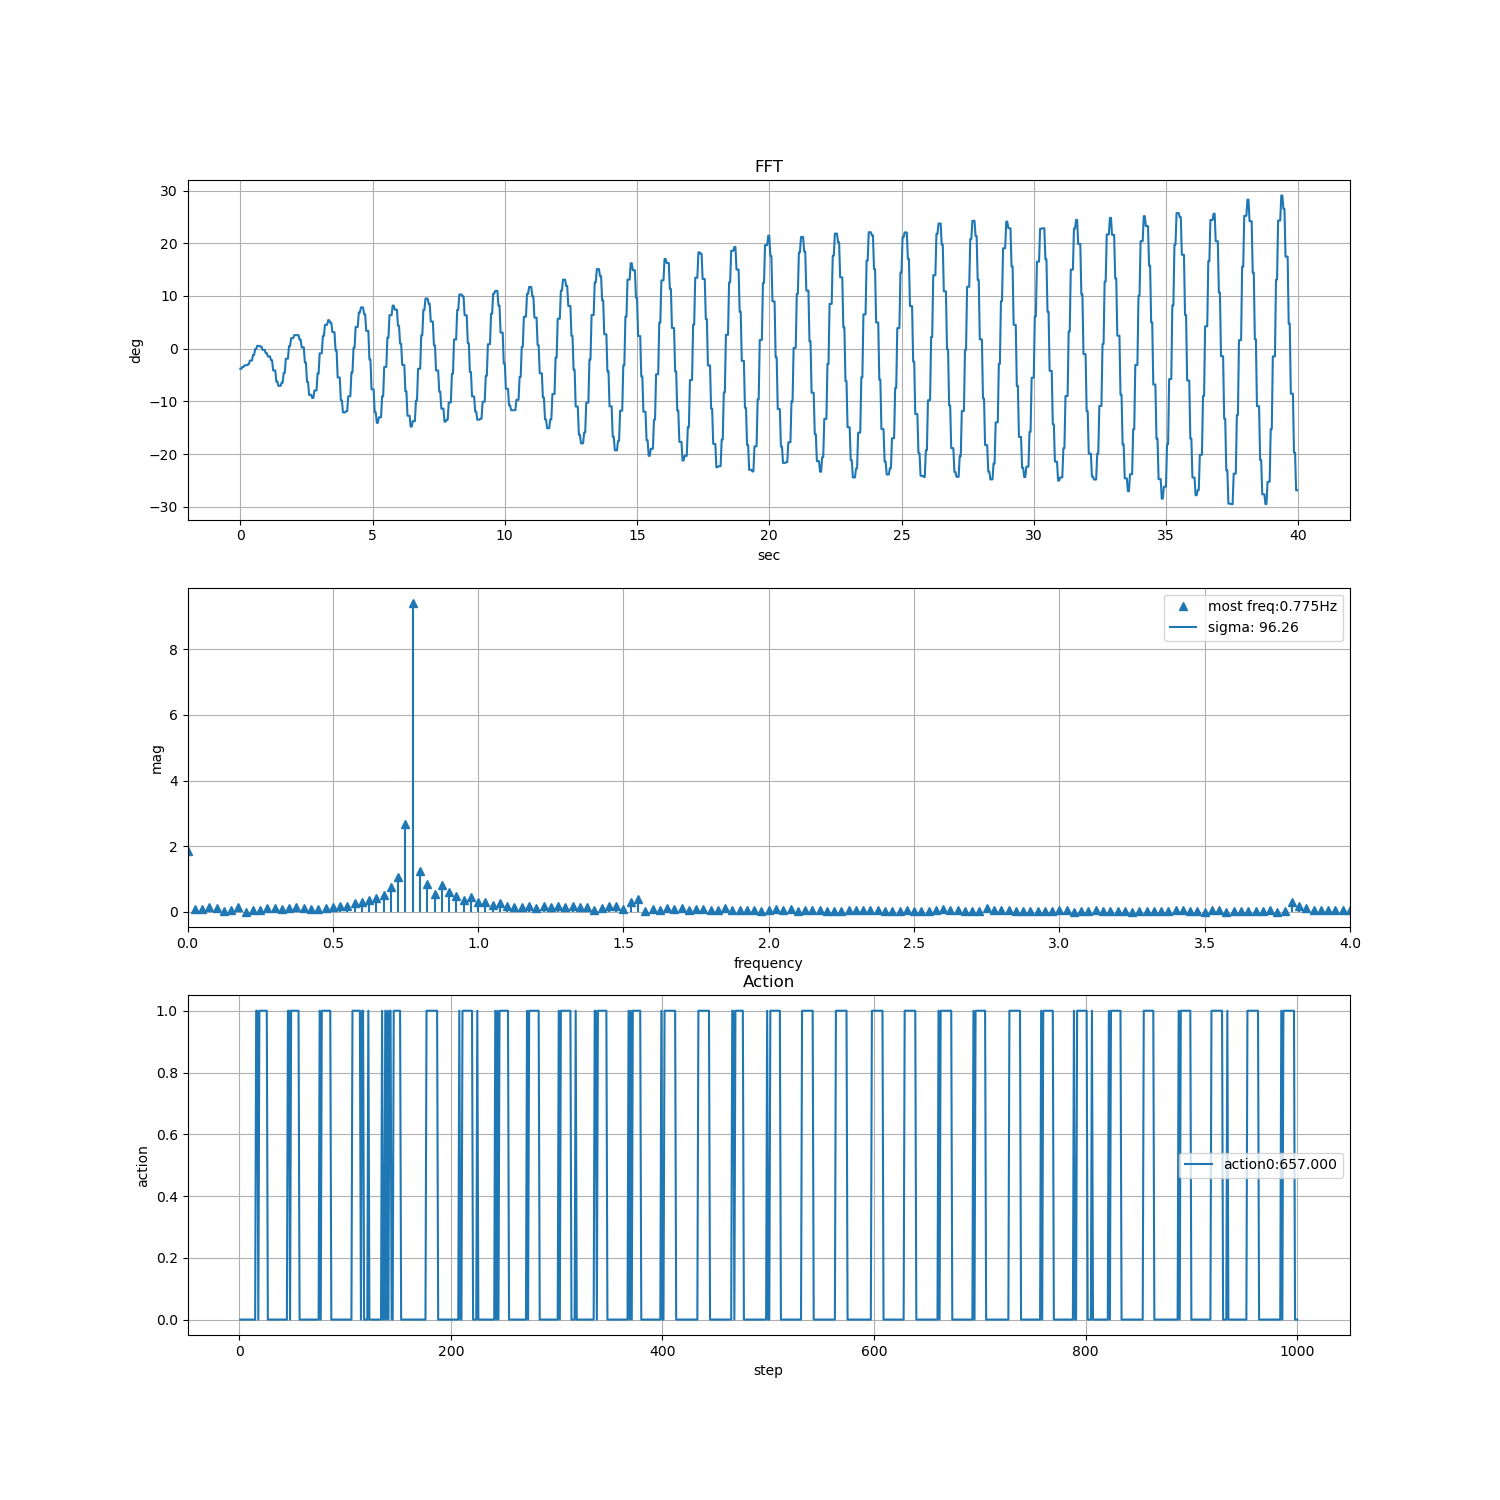 FFT
30
20
10
0
−10
−20
−30
deg
0 5 10 15 20 25 30 35 40
sec
most freq:0.775Hz
sigma: 96.26
8
6
4
2
0
mag
0.0 0.5 1.0 1.5 2.0 2.5 3.0 3.5 4.0
frequency
Action
1.0
0.8
0.6
0.4
0.2
0.0
action
action0:657.000
0 200 400 600 800 1000
step